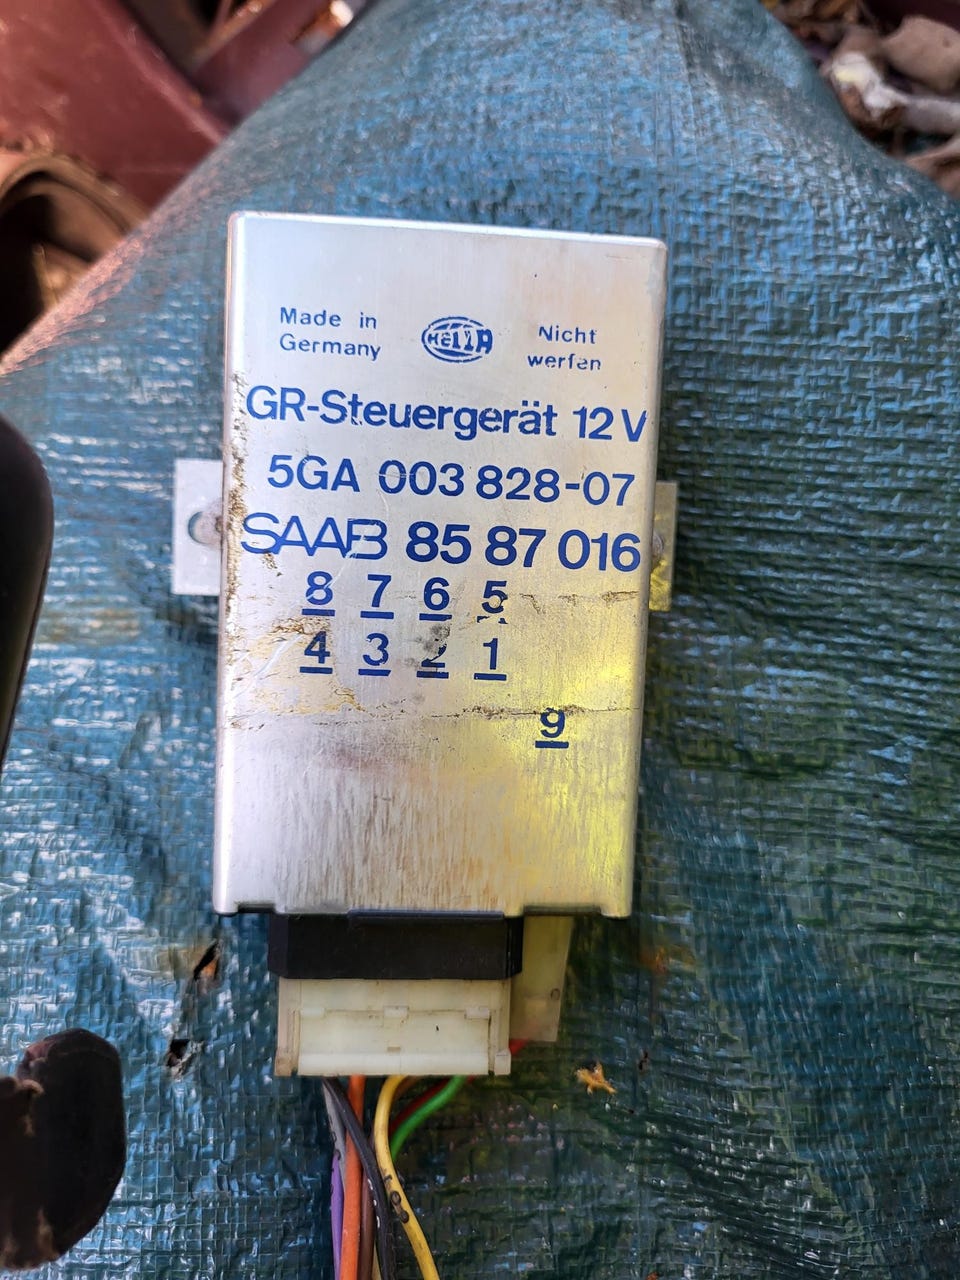 Made in
Germany
HELLA
Nicht
werfen
GR-Steuergerät 12 V
5GA 003 828-07
SAAB 85 87 016
8 7 6 5
4 3 2 1
9